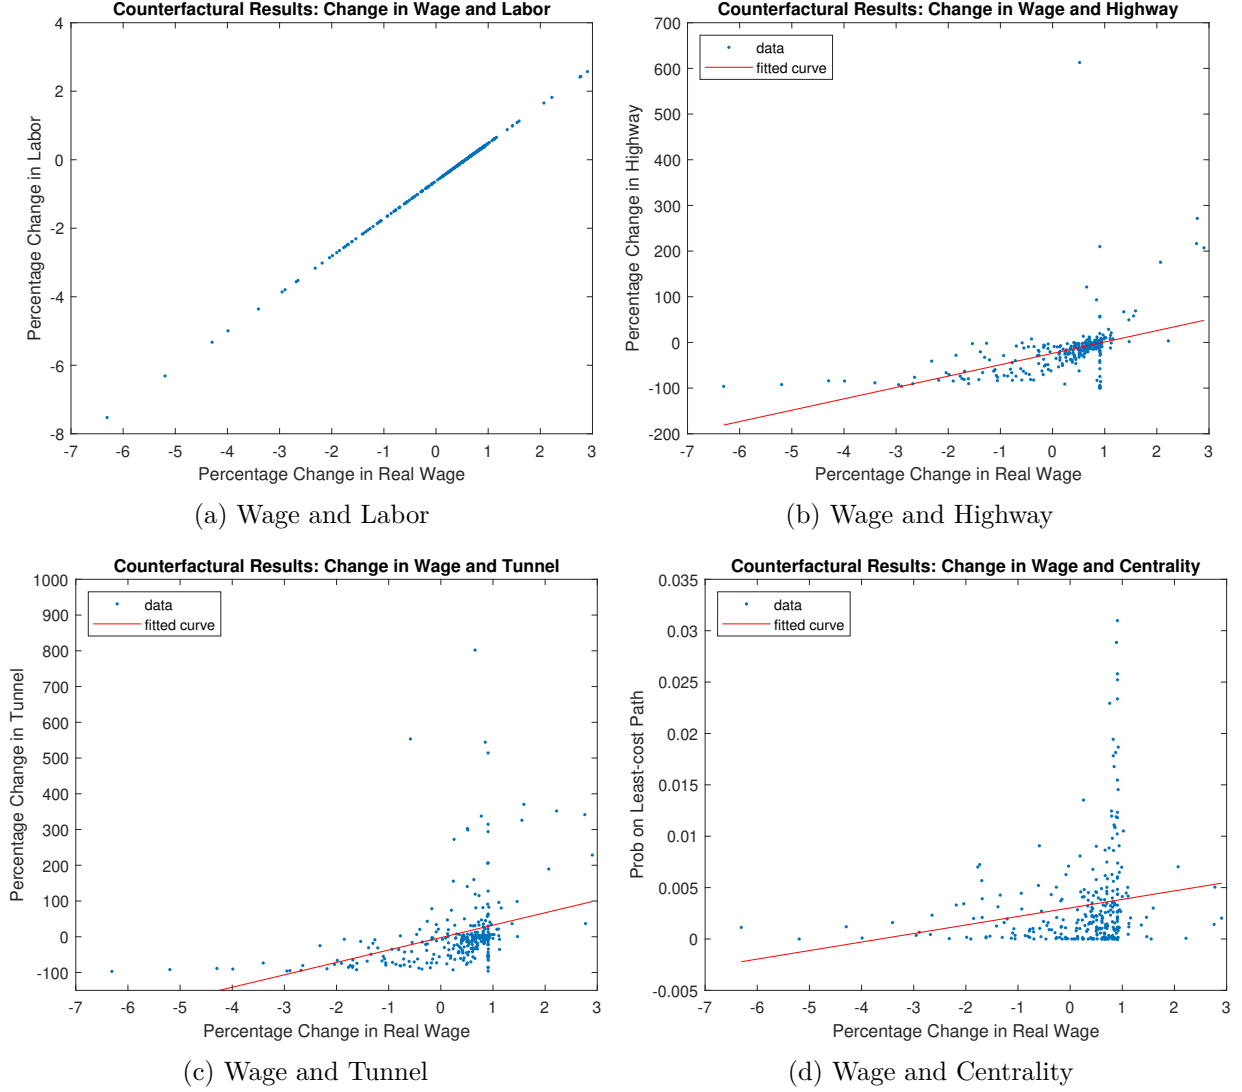 Counterfactural Results: Change in Wage and Labor
4
2
0
-2
-4
-6
-8
Percentage Change in Labor
-7 -6 -5 -4 -3 -2 -1 0 1 2 3
Percentage Change in Real Wage
(a) Wage and Labor
Counterfactural Results: Change in Wage and Highway
700
600
500
400
300
200
100
0
-100
-200
Percentage Change in Highway
data
fitted curve
-7 -6 -5 -4 -3 -2 -1 0 1 2 3
Percentage Change in Real Wage
(b) Wage and Highway
Counterfactural Results: Change in Wage and Tunnel
1000
900
800
700
600
500
400
300
200
100
0
-100
Percentage Change in Tunnel
data
fitted curve
-7 -6 -5 -4 -3 -2 -1 0 1 2 3
Percentage Change in Real Wage
(c) Wage and Tunnel
Counterfactural Results: Change in Wage and Centrality
0.035
0.03
0.025
0.02
0.015
0.01
0.005
0
-0.005
Prob on Least-cost Path
data
fitted curve
-7 -6 -5 -4 -3 -2 -1 0 1 2 3
Percentage Change in Real Wage
(d) Wage and Centrality